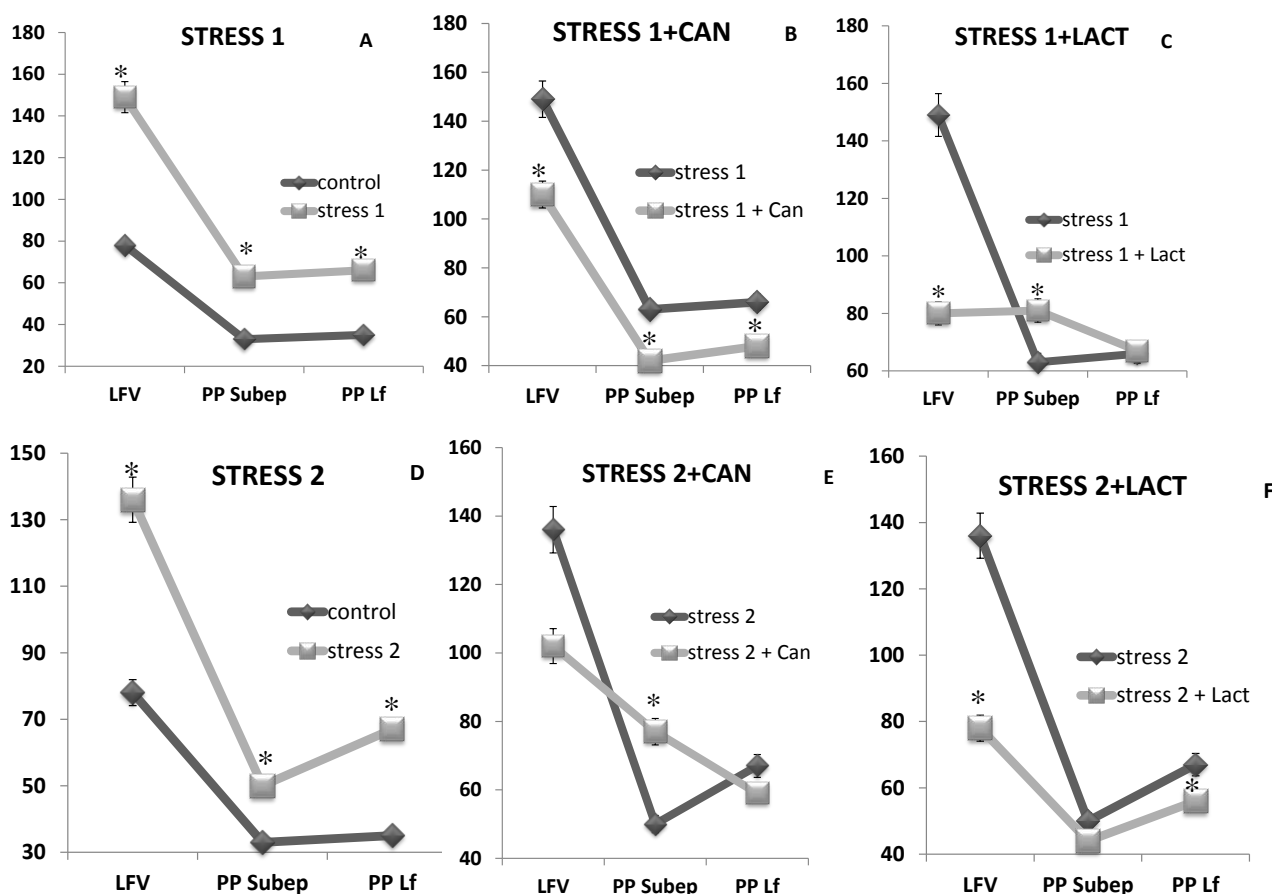 STRESS 1
A
180
160
140
120
100
80
60
40
20
*
*
*
control
stress 1
LFV
PP Subep
PP Lf
STRESS 1+CAN
B
180
160
140
120
100
80
60
40
*
*
*
stress 1
stress 1 + Can
LFV
PP Subep
PP Lf
STRESS 1+LACT
C
180
160
140
120
100
80
60
*
*
stress 1
stress 1 + Lact
LFV
PP Subep
PP Lf
STRESS 2
D
150
130
110
90
70
50
30
*
*
*
control
stress 2
LFV
PP Subep
PP Lf
STRESS 2+CAN
E
160
140
120
100
80
60
40
*
stress 2
stress 2 + Can
LFV
PP Subep
PP Lf
STRESS 2+LACT
F
160
140
120
100
80
60
40
*
*
stress 2
stress 2 + Lact
LFV
PP Subep
PP Lf